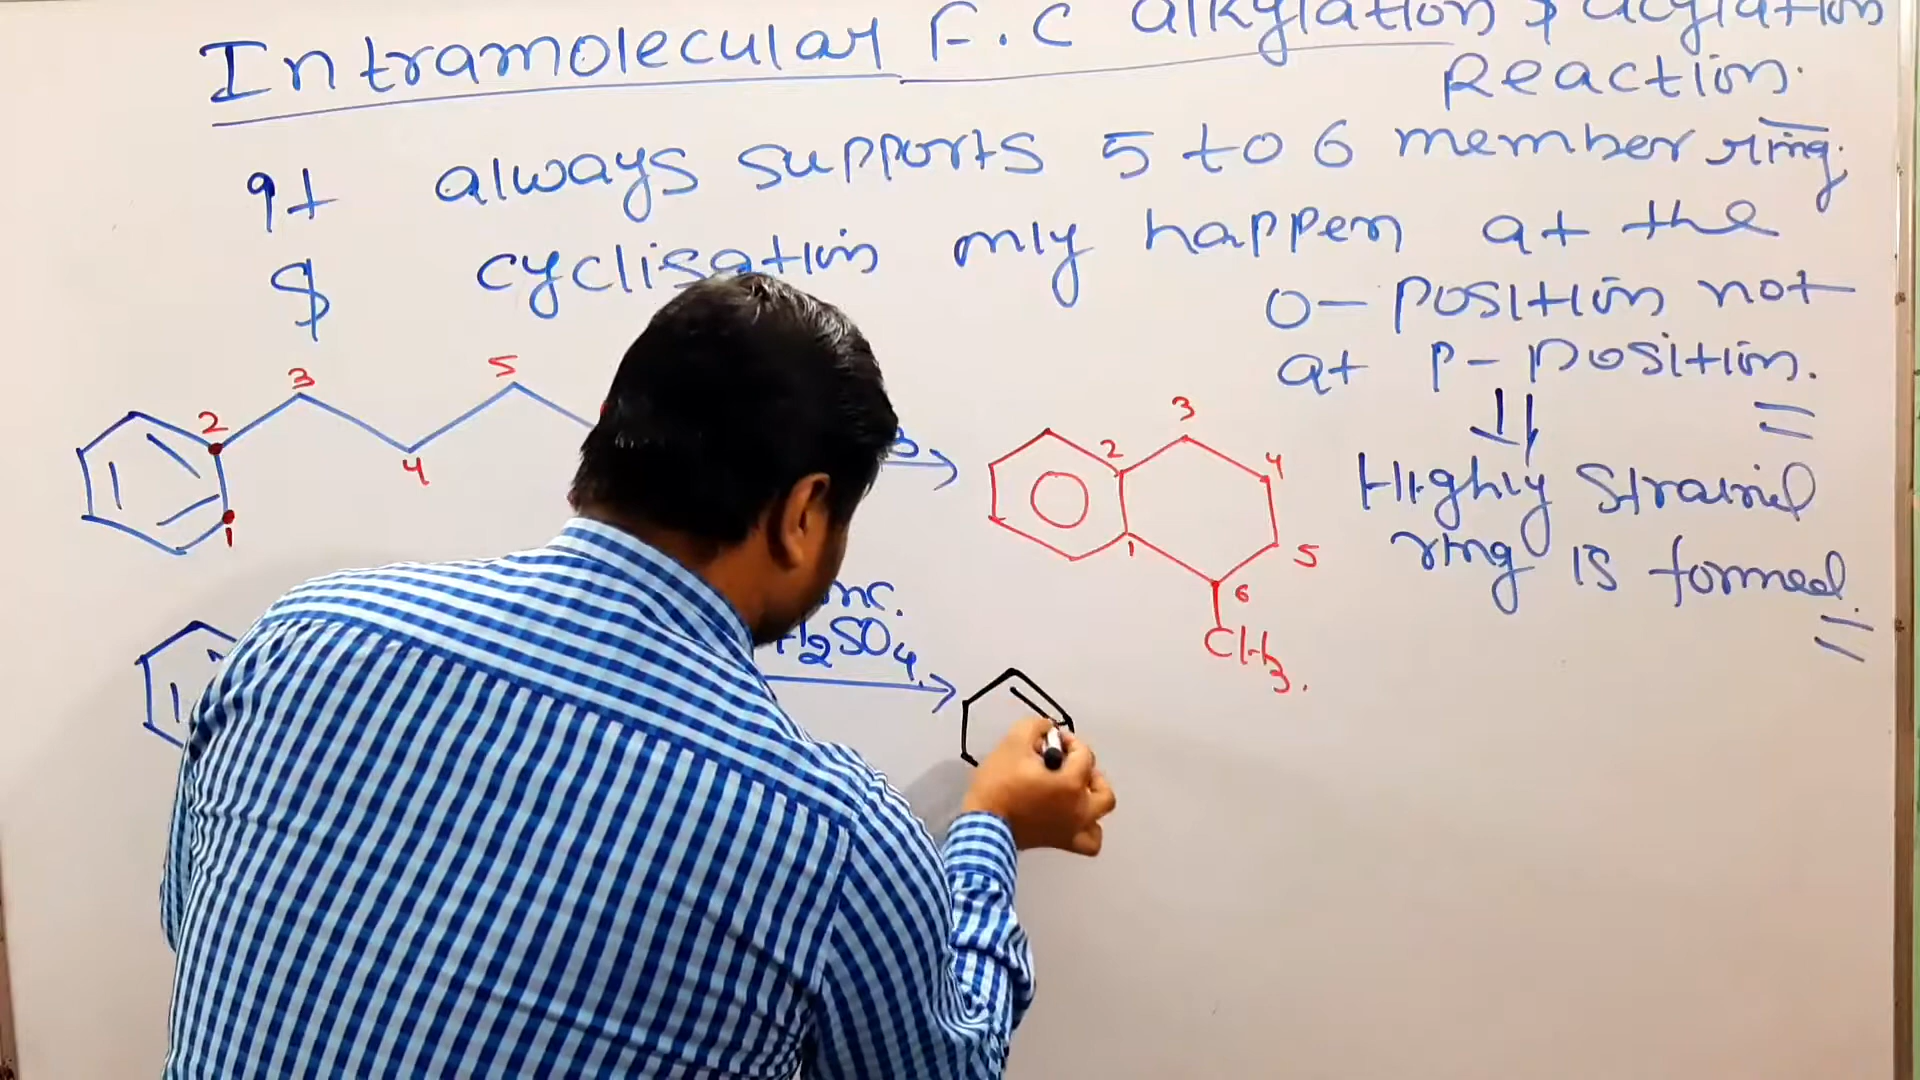 Intramolecular F.C alkylation & acylation
Reaction.
It always supports 5 to 6 member ring.
& cyclisation only happen at the
o- position not
at p- position.
Highly strained
ring is formed.
1 2 3 4 5
1 2 3 4 5 6
CH3.
H2SO4.